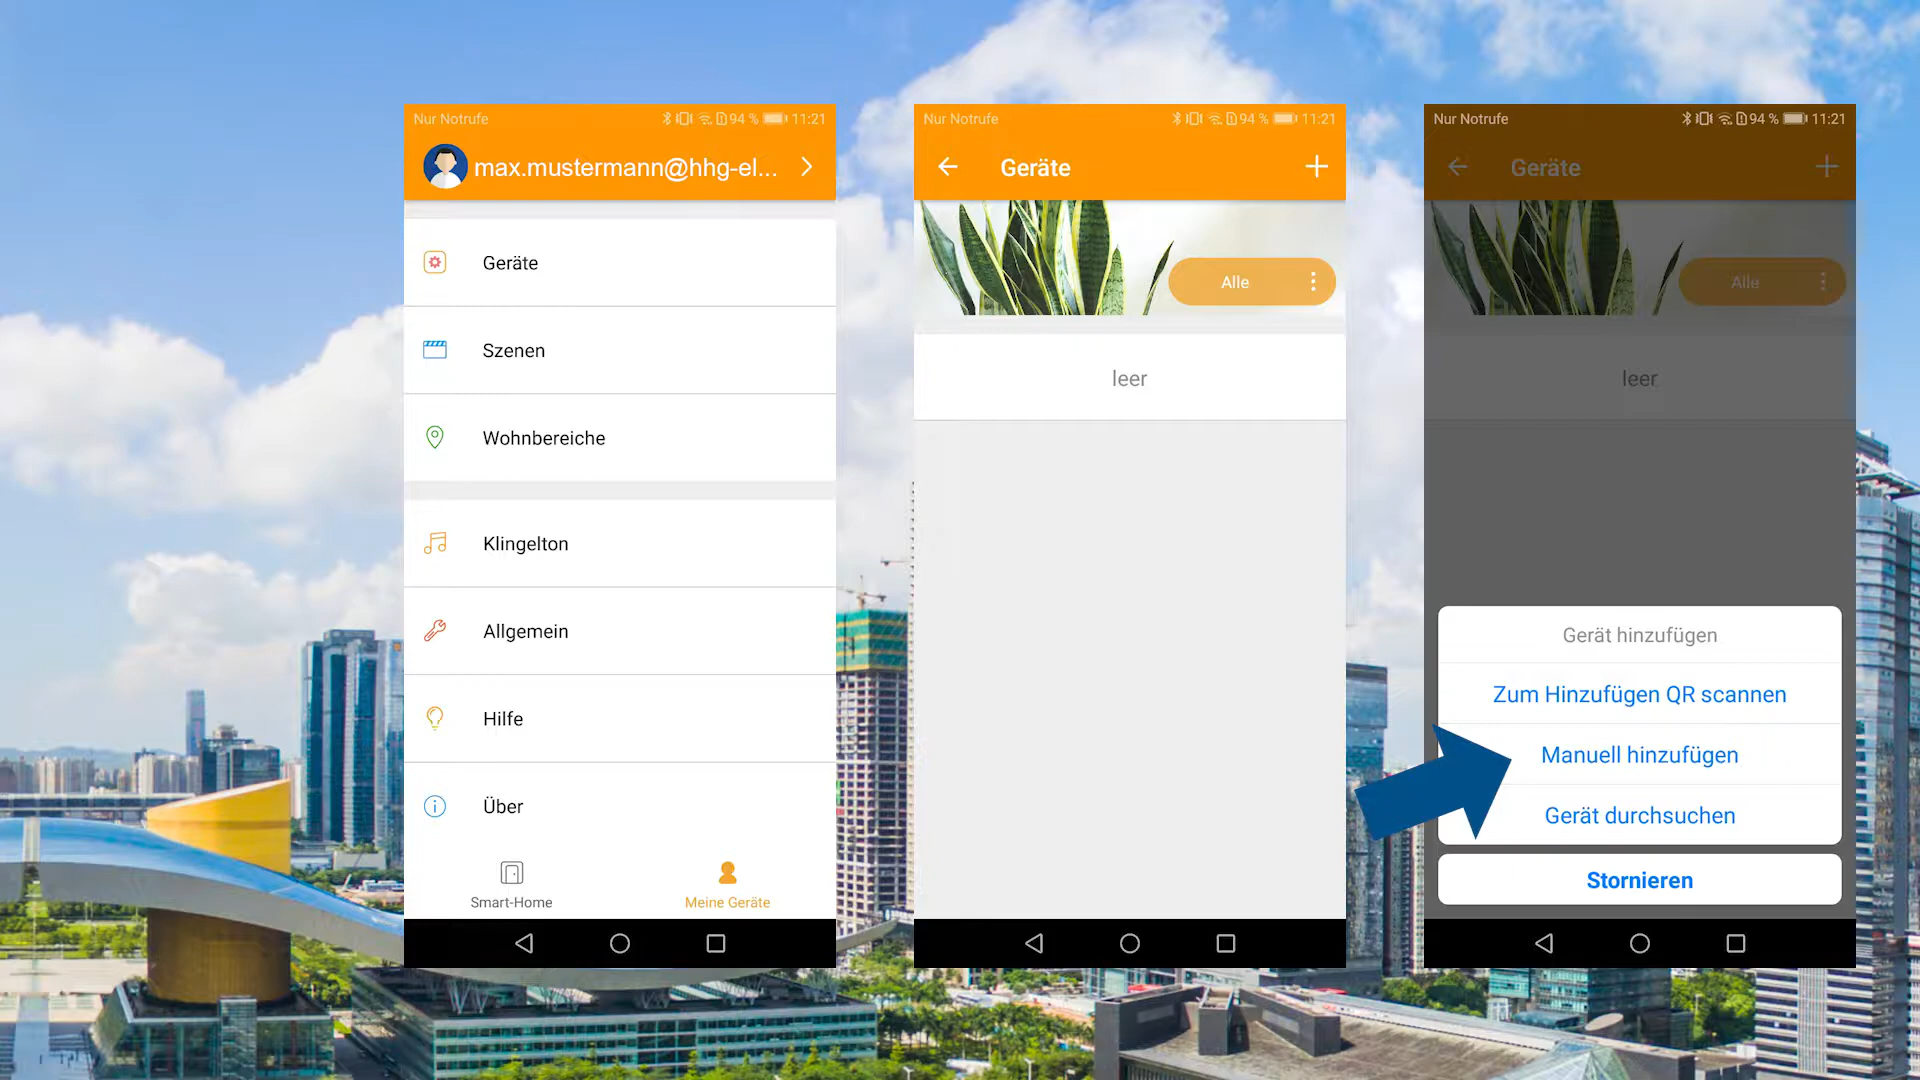 Nur Notrufe 94 % 11:21
max.mustermann@hhg-el...
Geräte
Szenen
Wohnbereiche
Klingelton
Allgemein
Hilfe
Über
Smart-Home Meine Geräte
Nur Notrufe 94 % 11:21
Geräte
Alle
leer
Nur Notrufe 94 % 11:21
Geräte
Alle
leer
Gerät hinzufügen
Zum Hinzufügen QR scannen
Manuell hinzufügen
Gerät durchsuchen
Stornieren